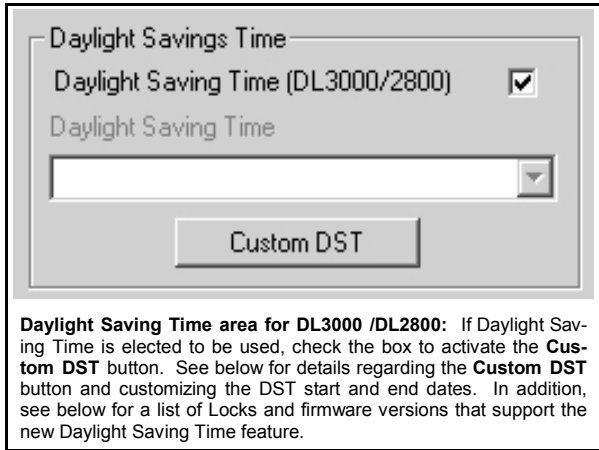 Daylight Savings Time
Daylight Saving Time (DL3000/2800)
Daylight Saving Time
Custom DST
Daylight Saving Time area for DL3000 /DL2800: If Daylight Sav-
ing Time is elected to be used, check the box to activate the Cus-
tom DST button. See below for details regarding the Custom DST
button and customizing the DST start and end dates. In addition,
see below for a list of Locks and firmware versions that support the
new Daylight Saving Time feature.